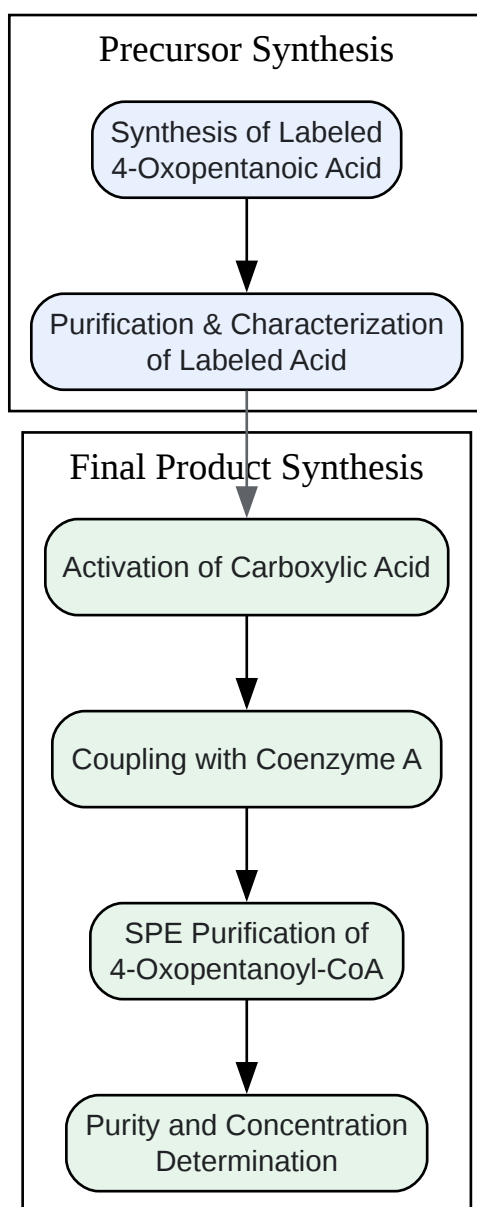 Precursor Synthesis
Synthesis of Labeled
4-Oxopentanoic Acid
Purification & Characterization
of Labeled Acid
Final Product Synthesis
Activation of Carboxylic Acid
Coupling with Coenzyme A
SPE Purification of
4-Oxopentanoyl-CoA
Purity and Concentration
Determination